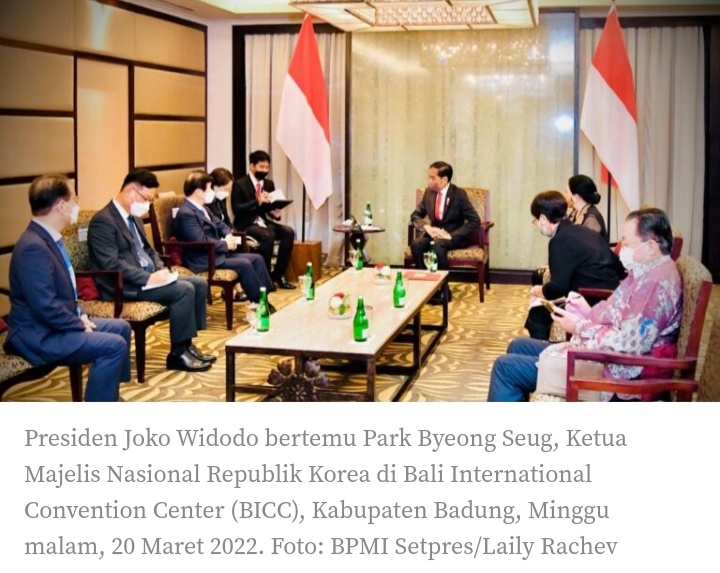 Presiden Joko Widodo bertemu Park Byeong Seug, Ketua
Majelis Nasional Republik Korea di Bali International
Convention Center (BICC), Kabupaten Badung, Minggu
malam, 20 Maret 2022. Foto: BPMI Setpres/Laily Rachev